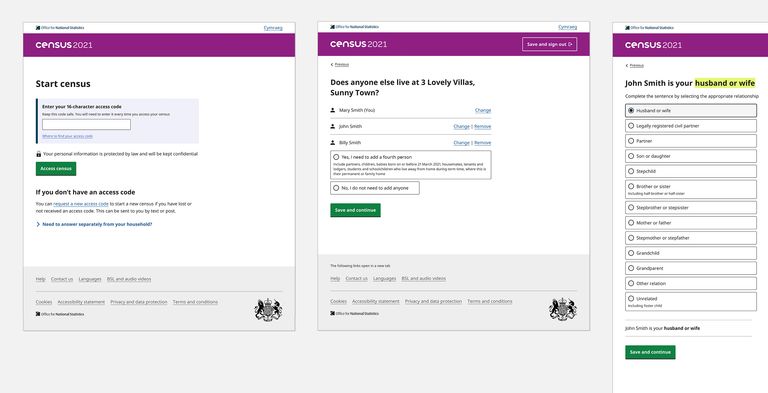 Office for National Statistics
Cymraeg
census 2021
Start census
Enter your 16-character access code
Keep this code safe. You will need to enter it every time you access your census
Where to find your access code
Your personal information is protected by law and will be kept confidential
Access census
If you don't have an access code
You can request a new access code to start a new census if you have lost
or not received an access code. This can be sent to you by text or post.
Need to answer separately from your household?
Help Contact us Languages BSL and audio videos
Cookies Accessibility statement Privacy and data protection Terms and conditions
Office for National Statistics
Office for National Statistics
Cymraeg
census 2021
Save and sign out
Previous
Does anyone else live at 3 Lovely Villas,
Sunny Town?
Mary Smith (You) Change
John Smith Change | Remove
Billy Smith Change | Remove
Yes, I need to add a fourth person
Include partners, children, babies born on or before 21 March 2021, housemates, tenants and
lodgers, students and schoolchildren who live away from home during term time, where this is
their permanent or family home
No, I do not need to add anyone
Save and continue
The following links open in a new tab
Help Contact us Languages BSL and audio videos
Cookies Accessibility statement Privacy and data protection Terms and conditions
Office for National Statistics
Office for National Statistics
census 2021
Previous
John Smith is your husband or wife
Complete the sentence by selecting the appropriate relationship
Husband or wife
Legally registered civil partner
Partner
Son or daughter
Stepchild
Brother or sister
Including half brother or half sister
Stepbrother or stepsister
Mother or father
Stepmother or stepfather
Grandchild
Grandparent
Other relation
Unrelated
Including foster child
John Smith is your husband or wife
Save and continue